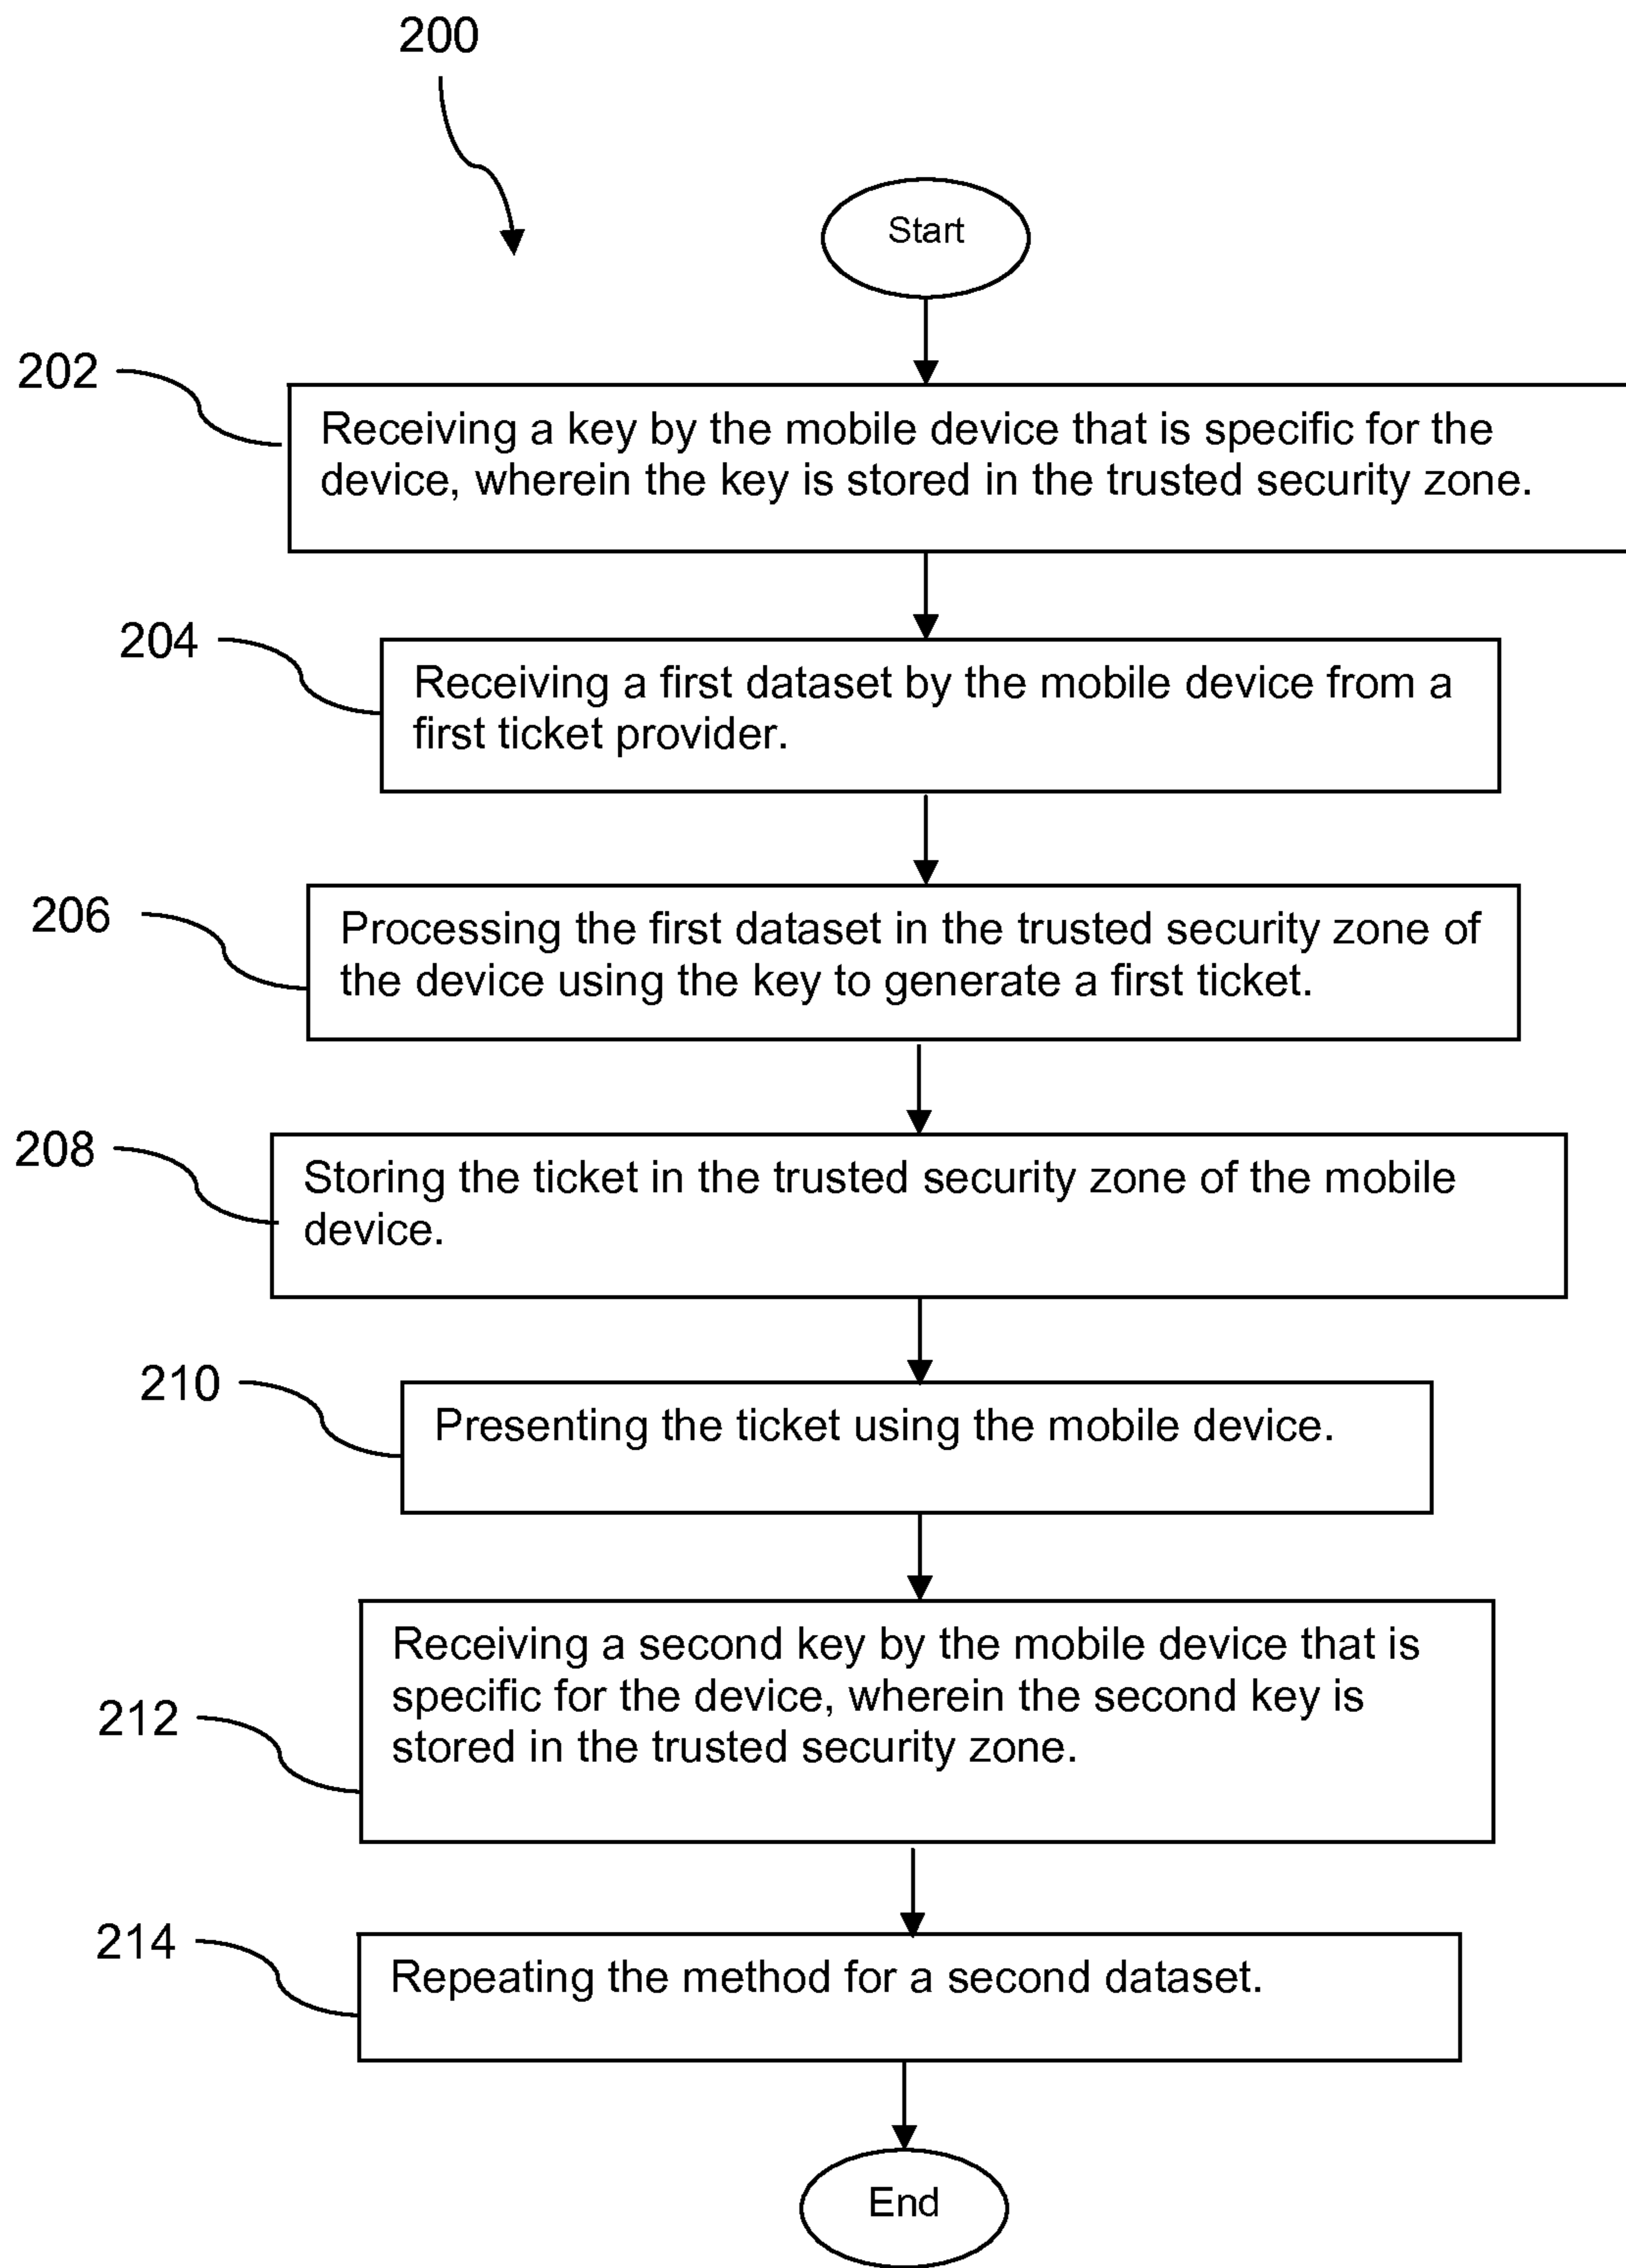 200
Start
202
Receiving a key by the mobile device that is specific for the
device, wherein the key is stored in the trusted security zone.
204
Receiving a first dataset by the mobile device from a
first ticket provider.
206
Processing the first dataset in the trusted security zone of
the device using the key to generate a first ticket.
208
Storing the ticket in the trusted security zone of the mobile
device.
210
Presenting the ticket using the mobile device.
212
Receiving a second key by the mobile device that is
specific for the device, wherein the second key is
stored in the trusted security zone.
214
Repeating the method for a second dataset.
End